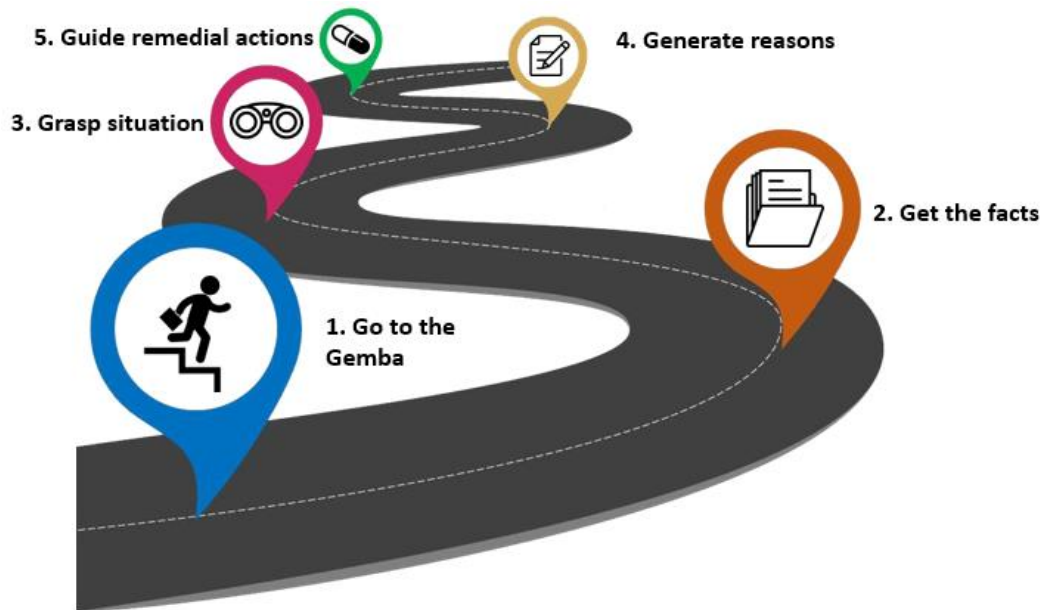 1. Go to the
Gemba
2. Get the facts
3. Grasp situation
4. Generate reasons
5. Guide remedial actions